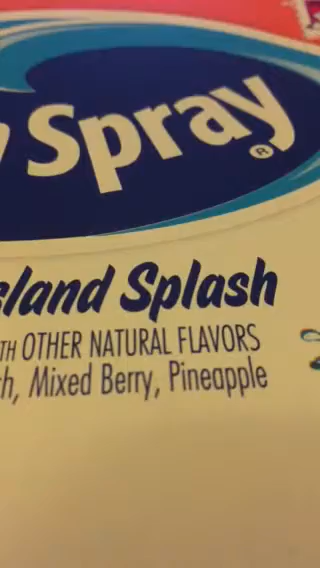 Spray®
sland Splash
TH OTHER NATURAL FLAVORS
h, Mixed Berry, Pineapple